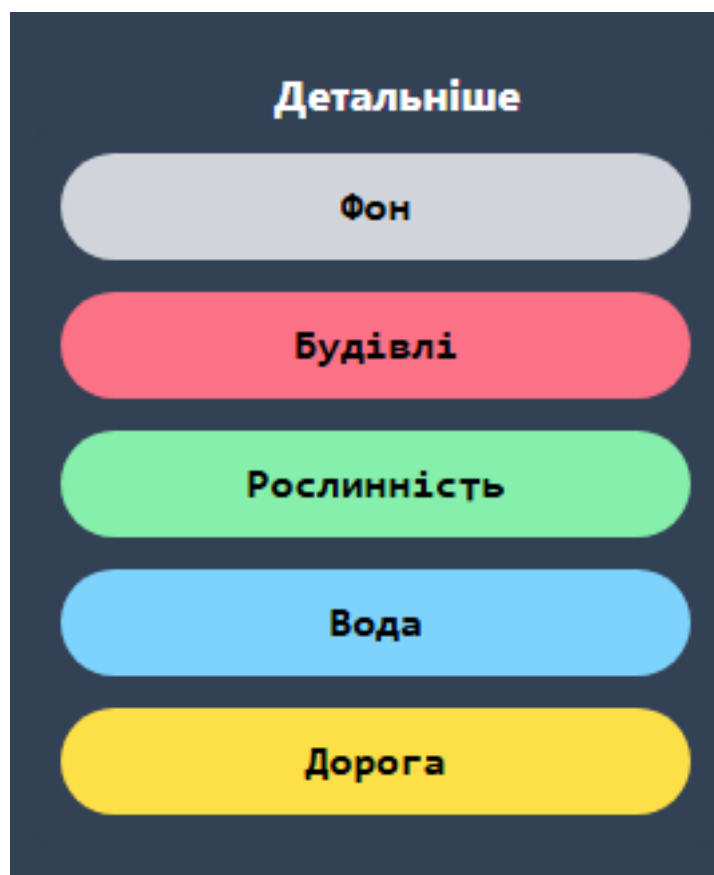 Детальніше
Фон
Будівлі
Рослинність
Вода
Дорога